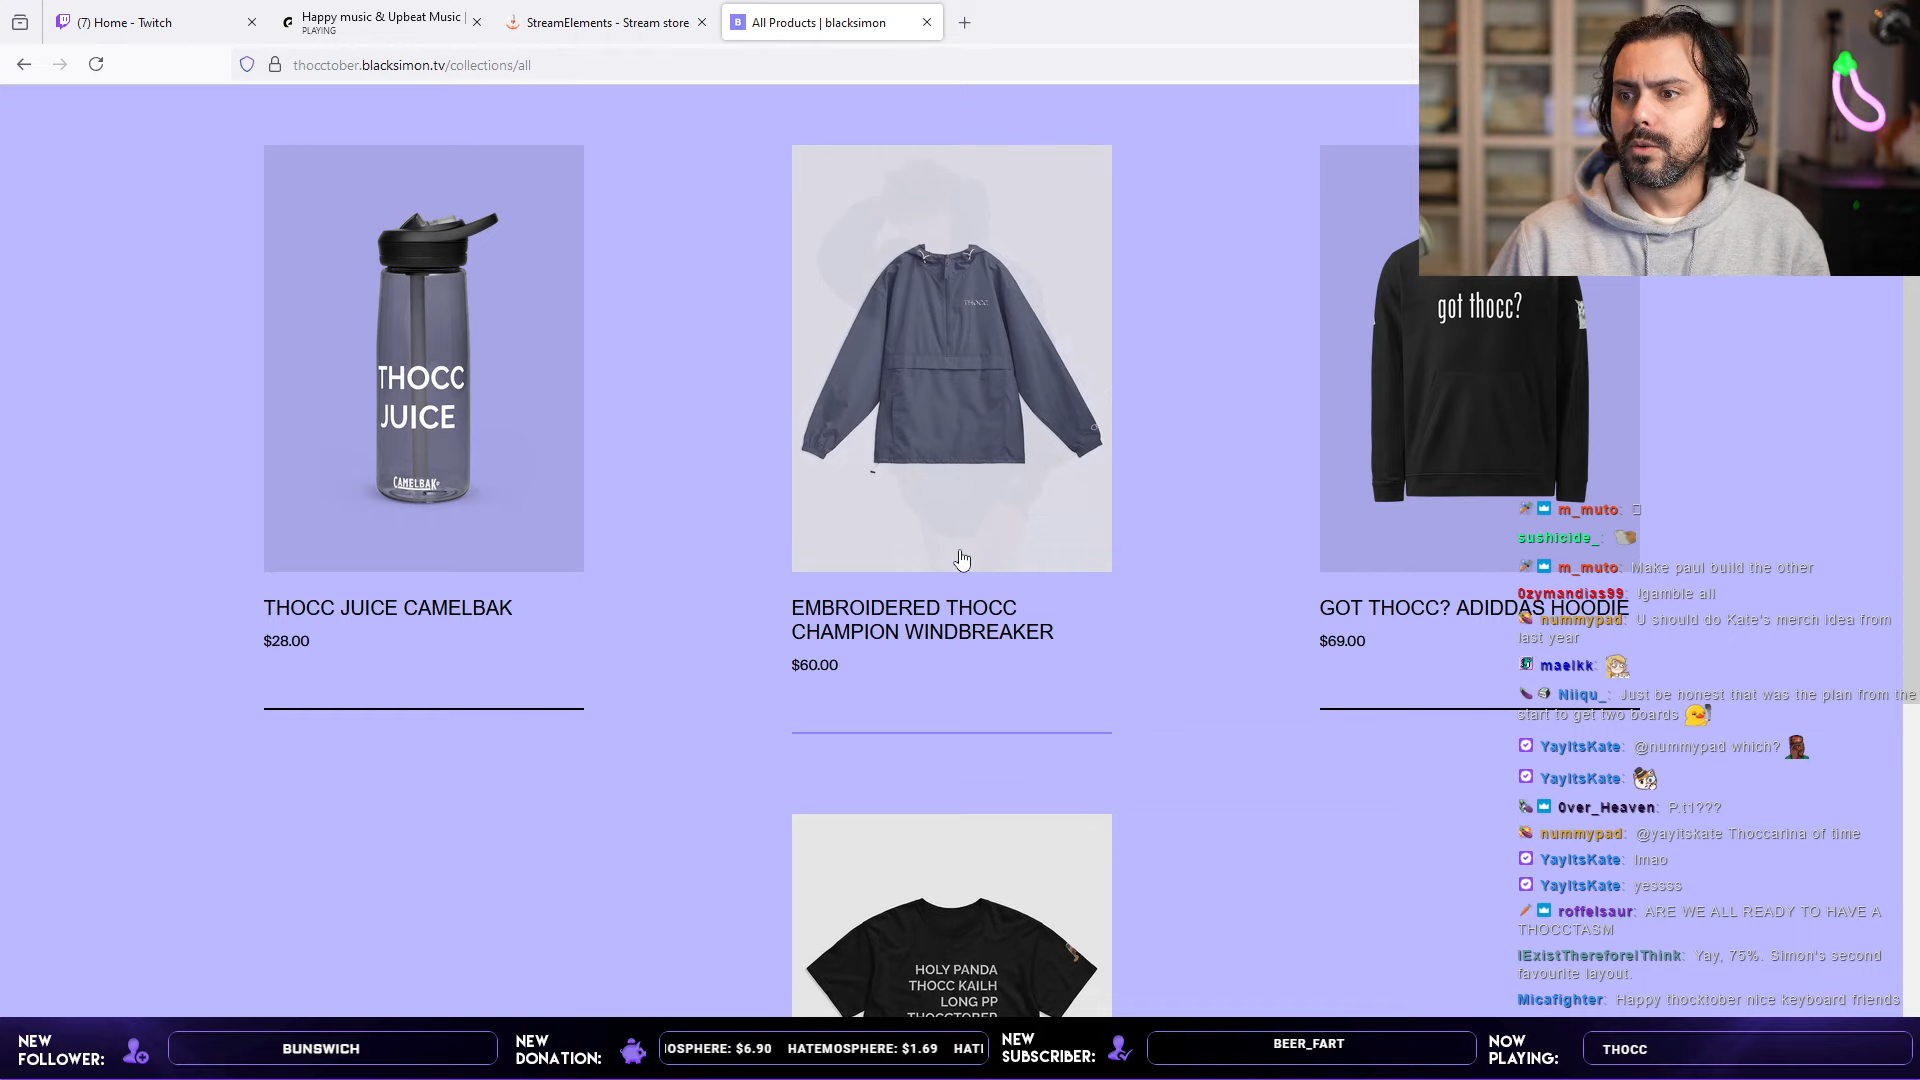 (7) Home - Twitch
Happy music & Upbeat Music |
PLAYING
StreamElements - Stream store
All Products | blacksimon
thocctober.blacksimon.tv/collections/all
THOCC
JUICE
CAMELBAK
THOCC
got thocc?
THOCC JUICE CAMELBAK
$28.00
EMBROIDERED THOCC
CHAMPION WINDBREAKER
$60.00
GOT THOCC? ADIDDAS HOODIE
$69.00
HOLY PANDA
THOCC KAILH
LONG PP
THOCCTOBER
m_muto:
sushicide_:
m_muto: Make paul build the other
0zymandias99: !gamble all
nummypad: U should do Kate's merch idea from
last year
maelkk:
Niiqu_: Just be honest that was the plan from the
start to get two boards
YayItsKate: @nummypad which?
YayItsKate:
0ver_Heaven: P.t1???
nummypad: @yayitskate Thoccarina of time
YayItsKate: lmao
YayItsKate: yessss
roffelsaur: ARE WE ALL READY TO HAVE A
THOCCTASM
IExistThereforeIThink: Yay, 75%. Simon's second
favourite layout.
Micafighter: Happy thocktober nice keyboard friends
NEW
FOLLOWER:
BUNSWICH
NEW
DONATION:
OSPHERE: $6.90 HATEMOSPHERE: $1.69 HATI
NEW
SUBSCRIBER:
BEER_FART
NOW
PLAYING:
THOCC